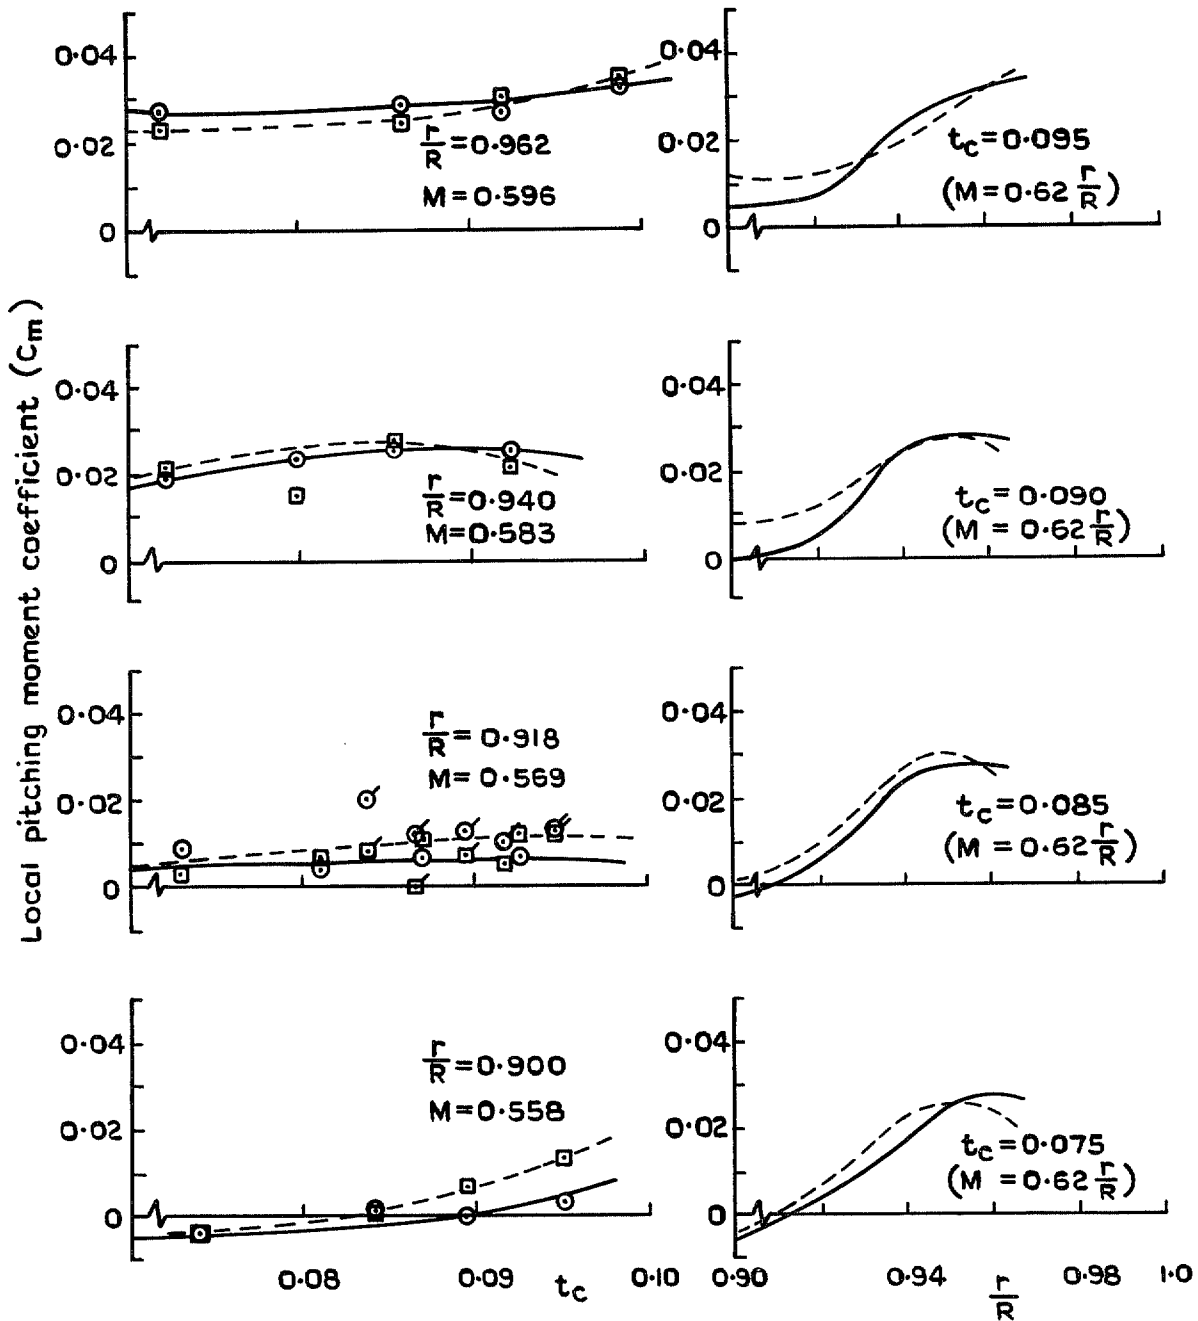 Local pitching moment coefficient (Cm)
0·04
0·02
0
r/R = 0·962
M = 0·596
0·04
0·02
0
tc = 0·095
(M = 0·62 r/R)
0·04
0·02
0
r/R = 0·940
M = 0·583
0·04
0·02
0
tc = 0·090
(M = 0·62 r/R)
0·04
0·02
0
r/R = 0·918
M = 0·569
0·04
0·02
0
tc = 0·085
(M = 0·62 r/R)
0·04
0·02
0
r/R = 0·900
M = 0·558
0·08 0·09 tc 0·10
0·04
0·02
0
tc = 0·075
(M = 0·62 r/R)
0·90 0·94 r/R 0·98 1·0